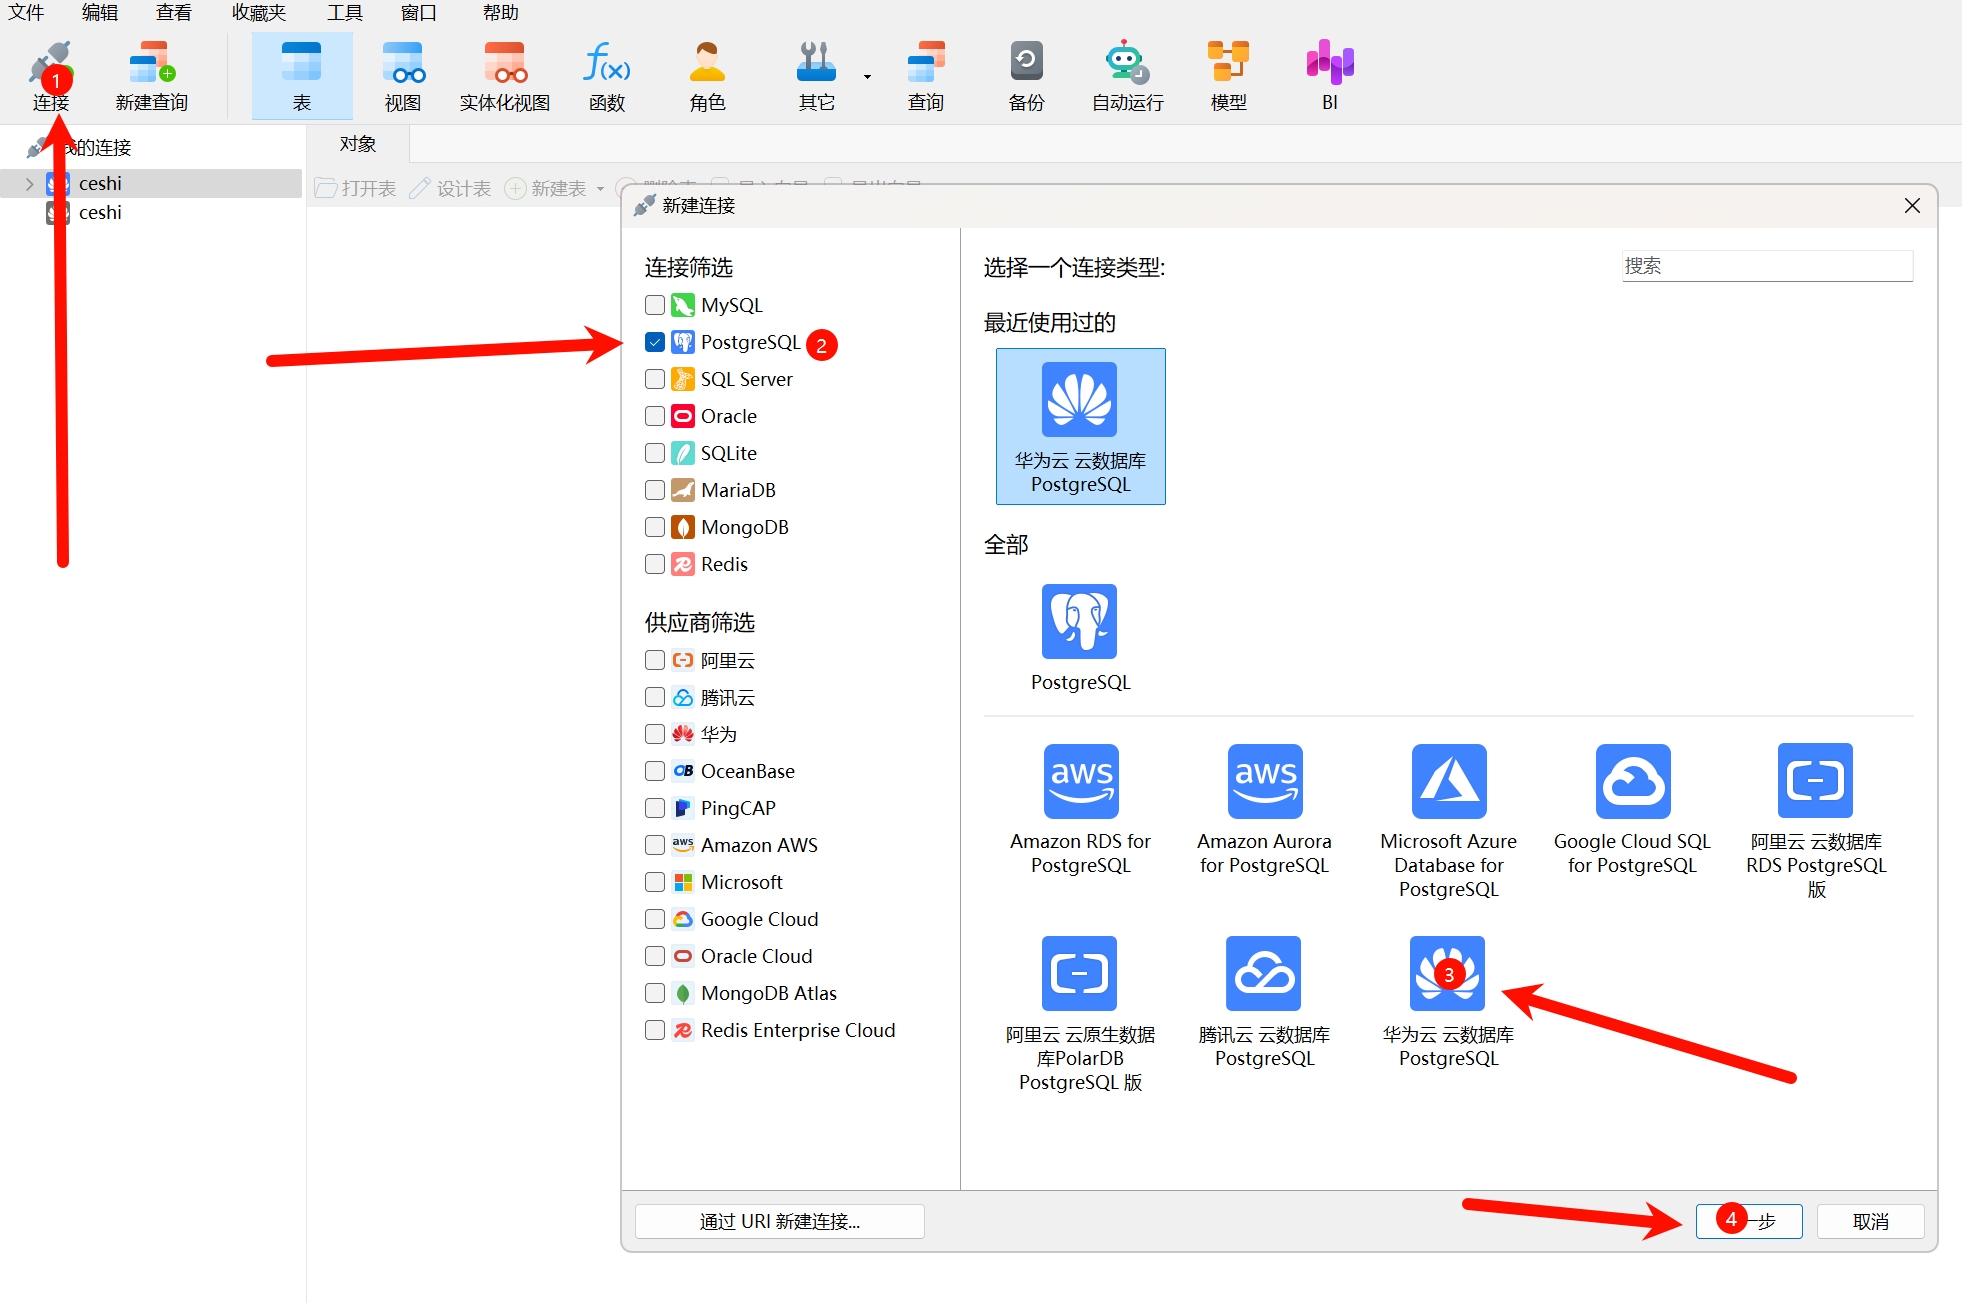 文件 编辑 查看 收藏夹 工具 窗口 帮助
1
连接 新建查询 表 视图 实体化视图 函数 角色 其它 查询 备份 自动运行 模型 BI
的连接
ceshi
ceshi
对象
打开表 设计表 新建表
新建连接
连接筛选
MySQL
PostgreSQL 2
SQL Server
Oracle
SQLite
MariaDB
MongoDB
Redis
供应商筛选
阿里云
腾讯云
华为
OceanBase
PingCAP
Amazon AWS
Microsoft
Google Cloud
Oracle Cloud
MongoDB Atlas
Redis Enterprise Cloud
选择一个连接类型:
搜索
最近使用过的
华为云 云数据库
PostgreSQL
全部
PostgreSQL
aws
Amazon RDS for
PostgreSQL
aws
Amazon Aurora
for PostgreSQL
Microsoft Azure
Database for
PostgreSQL
Google Cloud SQL
for PostgreSQL
阿里云 云数据库
RDS PostgreSQL
版
阿里云 云原生数据
库PolarDB
PostgreSQL 版
腾讯云 云数据库
PostgreSQL
3
华为云 云数据库
PostgreSQL
通过 URI 新建连接...
4 一步
取消